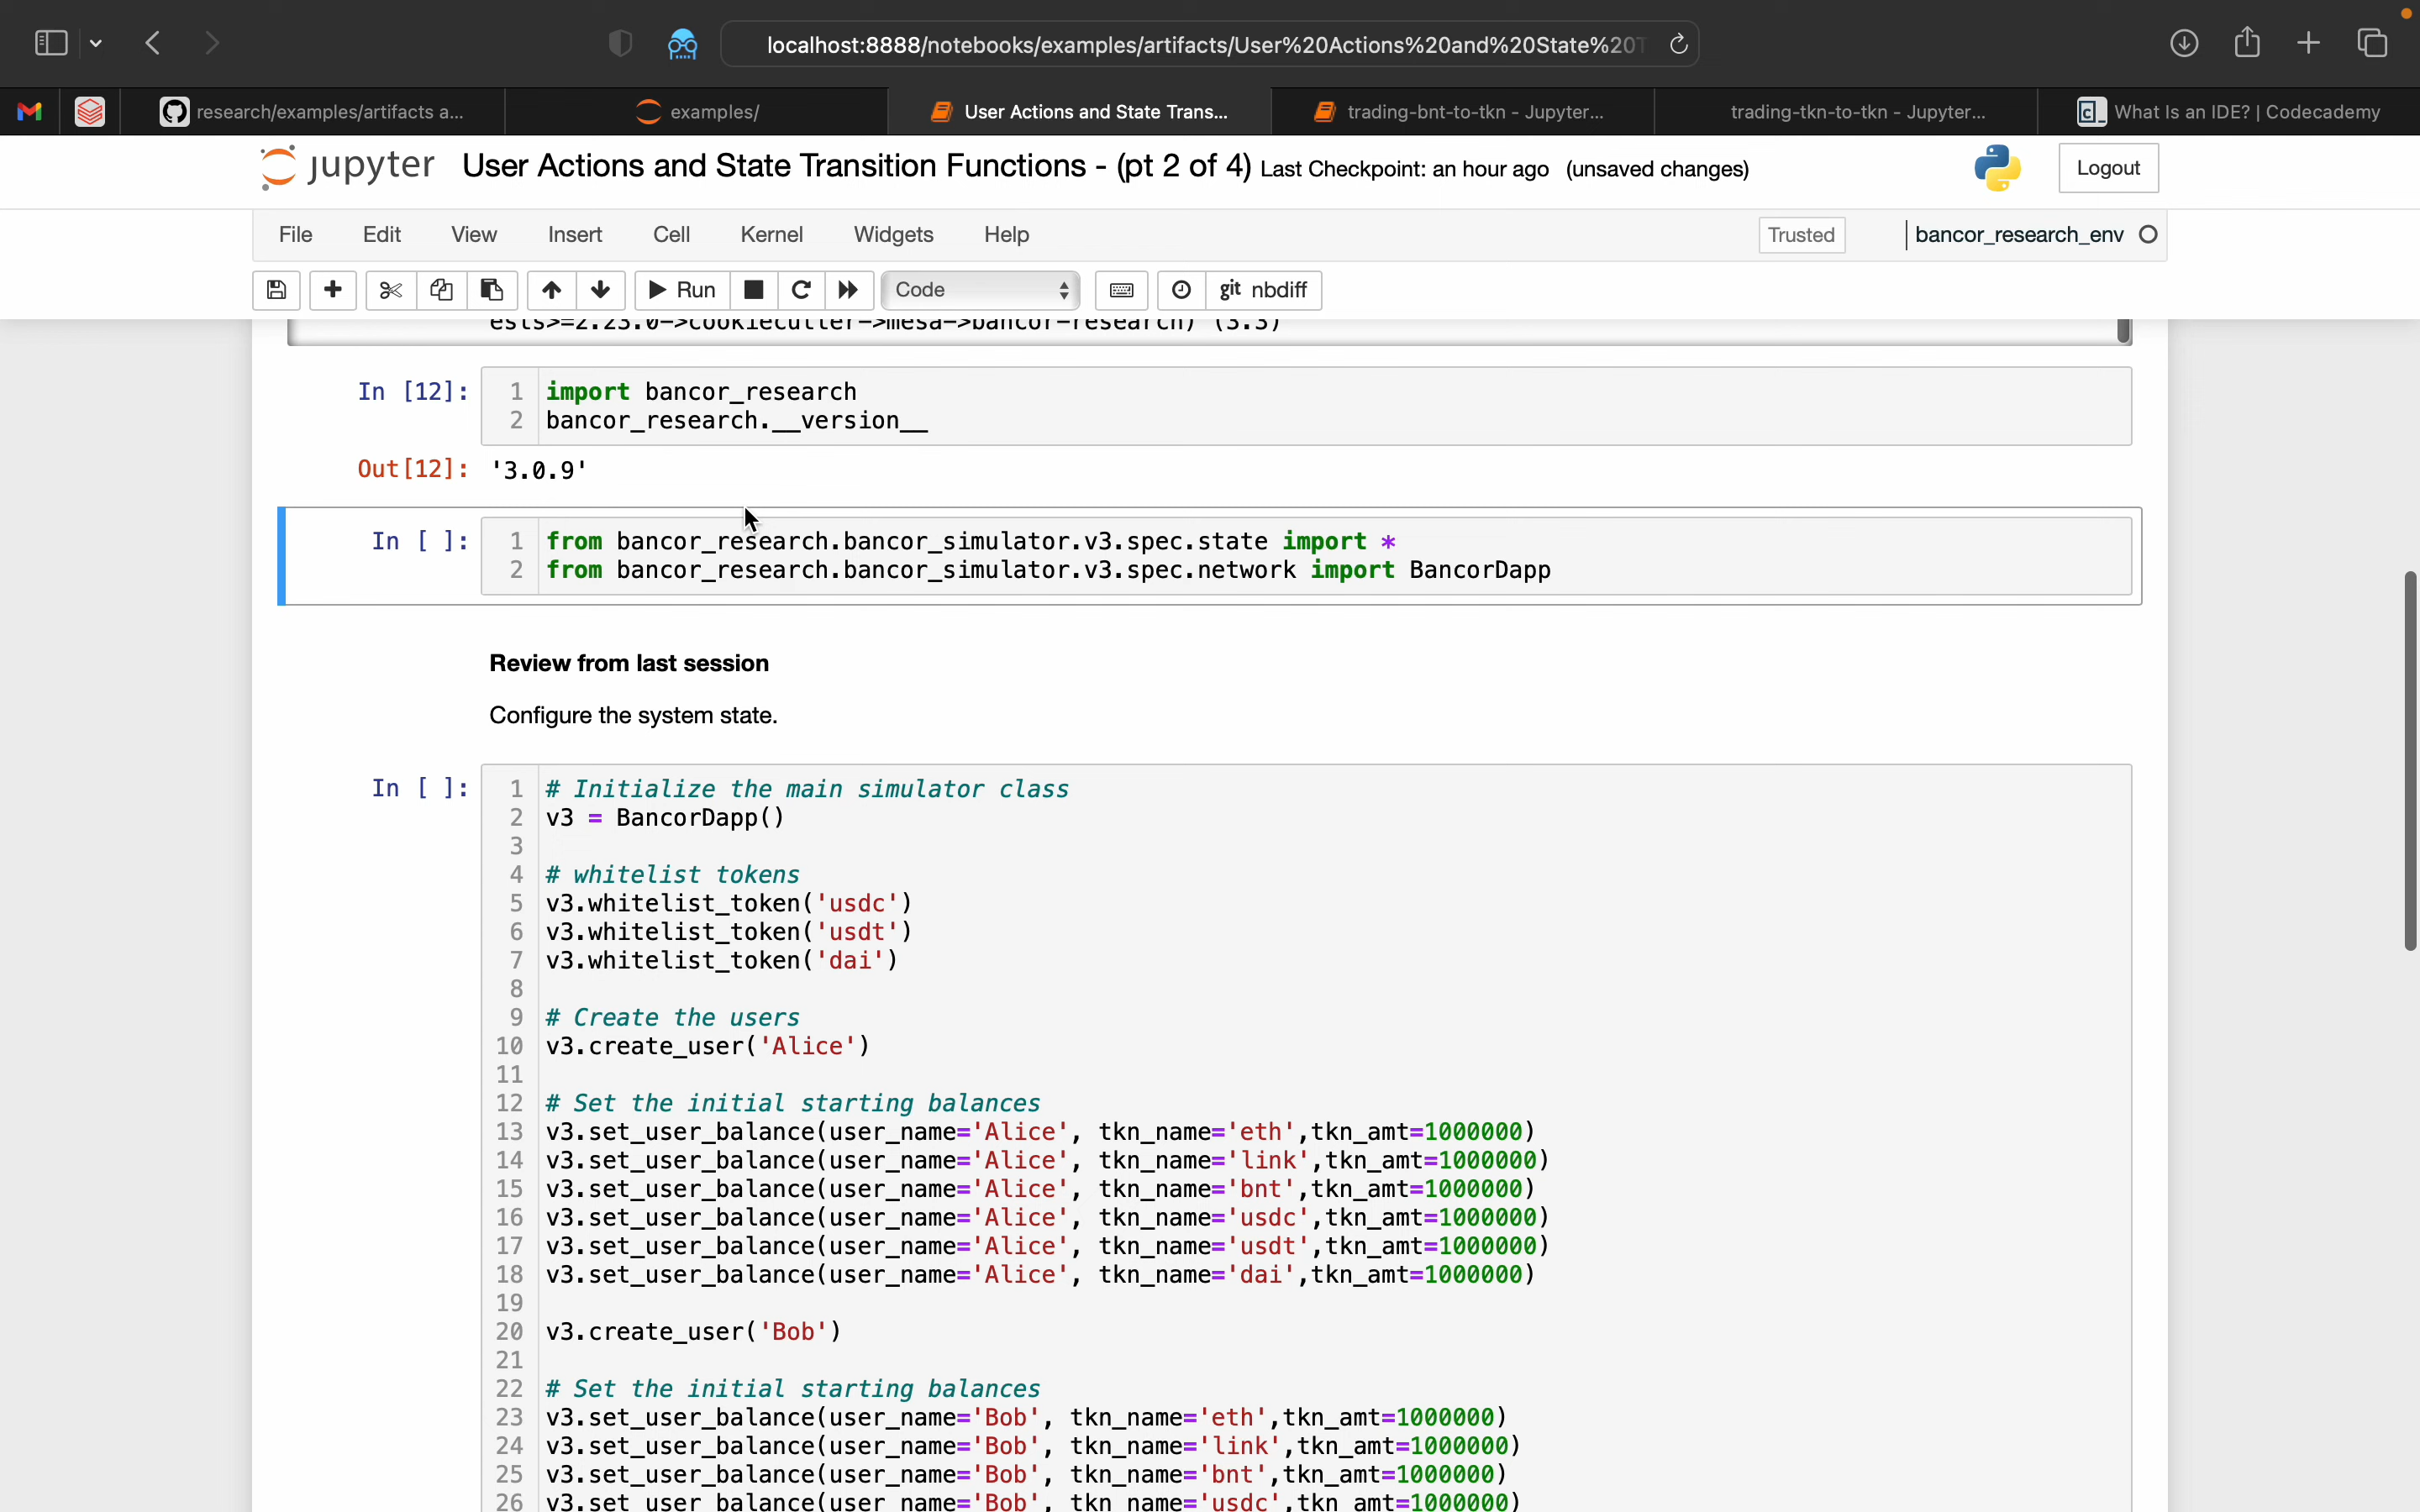 localhost:8888/notebooks/examples/artifacts/User%20Actions%20and%20State%20T
research/examples/artifacts a...
examples/
User Actions and State Trans...
trading-bnt-to-tkn - Jupyter...
trading-tkn-to-tkn - Jupyter...
What Is an IDE? | Codecademy
jupyter User Actions and State Transition Functions - (pt 2 of 4) Last Checkpoint: an hour ago (unsaved changes)
Logout
File Edit View Insert Cell Kernel Widgets Help
Trusted
bancor_research_env
Run
Code
git nbdiff
ests>=2.23.0->cookiecutter->mesa->bancor-research) (3.3)
In [12]:
1 import bancor_research
2 bancor_research.__version__
Out[12]: '3.0.9'
In [ ]:
1 from bancor_research.bancor_simulator.v3.spec.state import *
2 from bancor_research.bancor_simulator.v3.spec.network import BancorDapp
Review from last session
Configure the system state.
In [ ]:
1 # Initialize the main simulator class
2 v3 = BancorDapp()
3
4 # whitelist tokens
5 v3.whitelist_token('usdc')
6 v3.whitelist_token('usdt')
7 v3.whitelist_token('dai')
8
9 # Create the users
10 v3.create_user('Alice')
11
12 # Set the initial starting balances
13 v3.set_user_balance(user_name='Alice', tkn_name='eth',tkn_amt=1000000)
14 v3.set_user_balance(user_name='Alice', tkn_name='link',tkn_amt=1000000)
15 v3.set_user_balance(user_name='Alice', tkn_name='bnt',tkn_amt=1000000)
16 v3.set_user_balance(user_name='Alice', tkn_name='usdc',tkn_amt=1000000)
17 v3.set_user_balance(user_name='Alice', tkn_name='usdt',tkn_amt=1000000)
18 v3.set_user_balance(user_name='Alice', tkn_name='dai',tkn_amt=1000000)
19
20 v3.create_user('Bob')
21
22 # Set the initial starting balances
23 v3.set_user_balance(user_name='Bob', tkn_name='eth',tkn_amt=1000000)
24 v3.set_user_balance(user_name='Bob', tkn_name='link',tkn_amt=1000000)
25 v3.set_user_balance(user_name='Bob', tkn_name='bnt',tkn_amt=1000000)
26 v3.set_user_balance(user_name='Bob', tkn_name='usdc',tkn_amt=1000000)